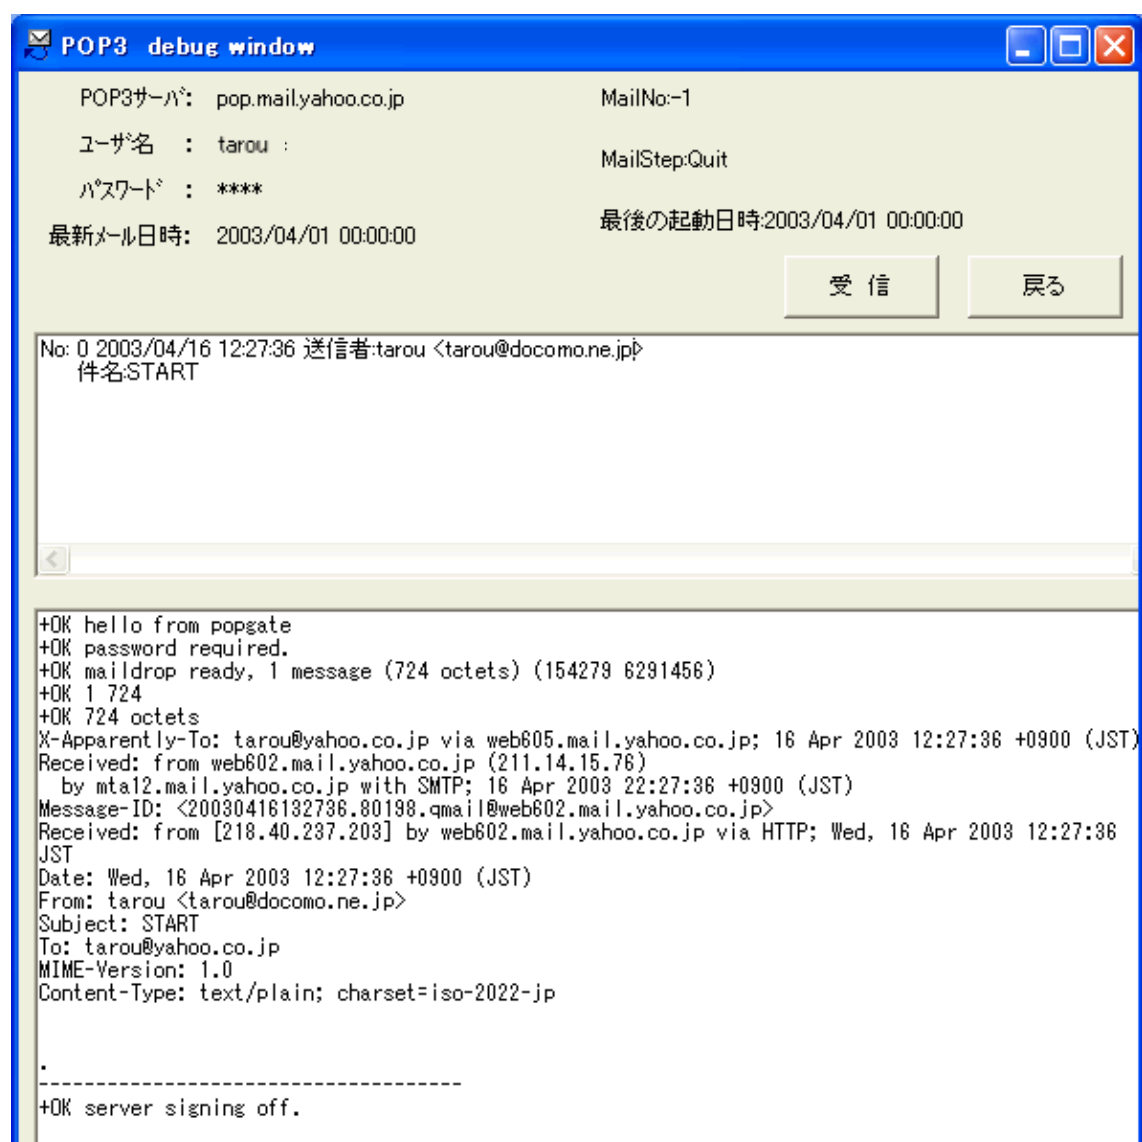 POP3 debug window
POP3サーバ: pop.mail.yahoo.co.jp
MailNo:-1
ユーザ名 : tarou :
MailStep:Quit
パスワード : ****
最後の起動日時:2003/04/01 00:00:00
最新メール日時: 2003/04/01 00:00:00
受 信
戻る
No: 0 2003/04/16 12:27:36 送信者:tarou <tarou@docomo.ne.jp>
件名:START
+OK hello from popgate
+OK password required.
+OK maildrop ready, 1 message (724 octets) (154279 6291456)
+OK 1 724
+OK 724 octets
X-Apparently-To: tarou@yahoo.co.jp via web605.mail.yahoo.co.jp; 16 Apr 2003 12:27:36 +0900 (JST)
Received: from web602.mail.yahoo.co.jp (211.14.15.76)
by mta12.mail.yahoo.co.jp with SMTP; 16 Apr 2003 22:27:36 +0900 (JST)
Message-ID: <20030416132736.80198.qmail@web602.mail.yahoo.co.jp>
Received: from [218.40.237.203] by web602.mail.yahoo.co.jp via HTTP; Wed, 16 Apr 2003 12:27:36
JST
Date: Wed, 16 Apr 2003 12:27:36 +0900 (JST)
From: tarou <tarou@docomo.ne.jp>
Subject: START
To: tarou@yahoo.co.jp
MIME-Version: 1.0
Content-Type: text/plain; charset=iso-2022-jp
.
-------------------------------------
+OK server signing off.